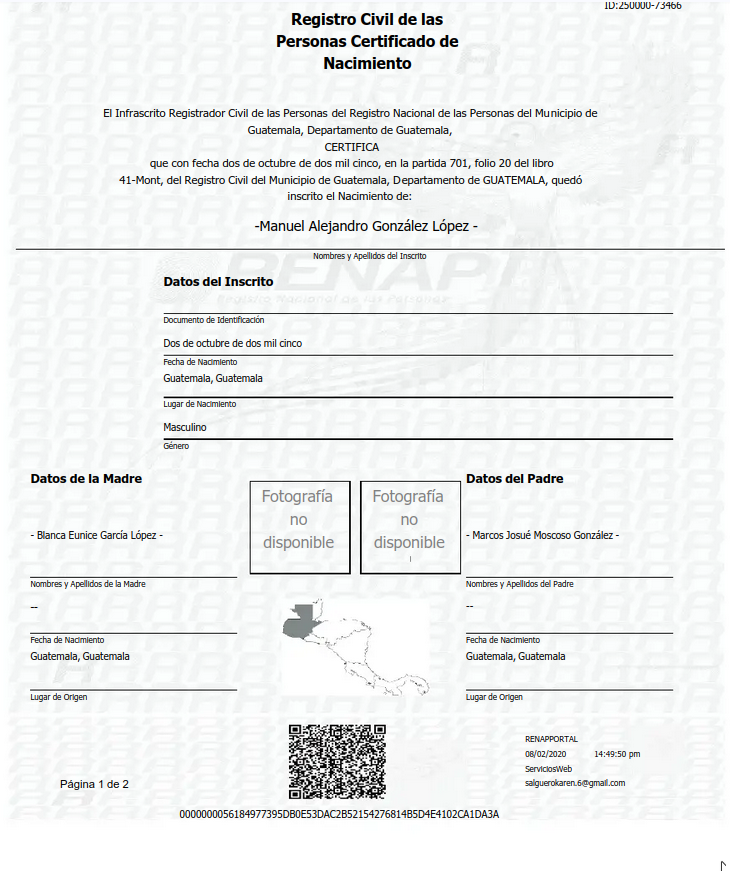 ID:250000-73466
Registro Civil de las
Personas Certificado de
Nacimiento
El Infrascrito Registrador Civil de las Personas del Registro Nacional de las Personas del Municipio de
Guatemala, Departamento de Guatemala,
CERTIFICA
que con fecha dos de octubre de dos mil cinco, en la partida 701, folio 20 del libro
41-Mont, del Registro Civil del Municipio de Guatemala, Departamento de GUATEMALA, quedó
inscrito el Nacimiento de:
-Manuel Alejandro González López -
Nombres y Apellidos del Inscrito
RENAP
Registro Nacional de las Personas
Datos del Inscrito
Documento de Identificación
Dos de octubre de dos mil cinco
Fecha de Nacimiento
Guatemala, Guatemala
Lugar de Nacimiento
Masculino
Género
Datos de la Madre
- Blanca Eunice García López -
Nombres y Apellidos de la Madre
--
Fecha de Nacimiento
Guatemala, Guatemala
Lugar de Origen
Fotografía
no
disponible
Fotografía
no
disponible
Datos del Padre
- Marcos Josué Moscoso González -
Nombres y Apellidos del Padre
--
Fecha de Nacimiento
Guatemala, Guatemala
Lugar de Origen
RENAPPORTAL
08/02/2020 14:49:50 pm
ServiciosWeb
salguerokaren.6@gmail.com
Página 1 de 2
0000000056184977395DB0E53DAC2B52154276814B5D4E4102CA1DA3A